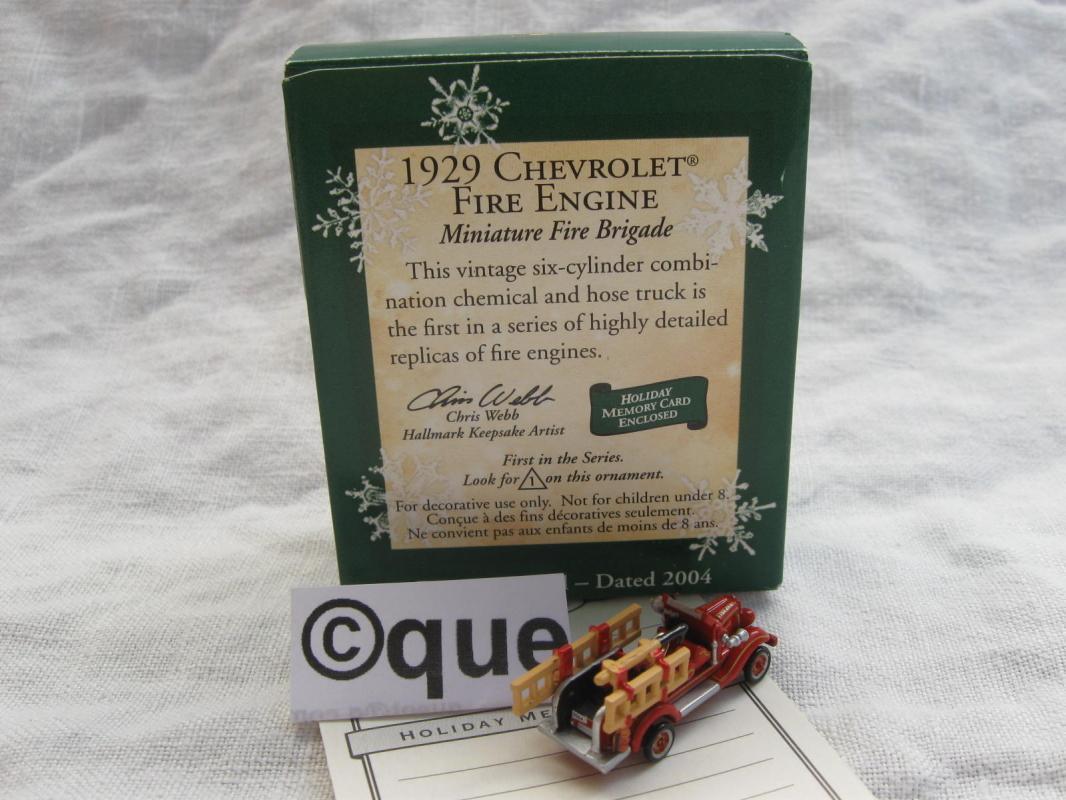 1929 CHEVROLET®
FIRE ENGINE
Miniature Fire Brigade
This vintage six-cylinder combi-
nation chemical and hose truck is
the first in a series of highly detailed
replicas of fire engines.
Chris Webb
Chris Webb
Hallmark Keepsake Artist
HOLIDAY
MEMORY CARD
ENCLOSED
First in the Series.
Look for 1 on this ornament.
For decorative use only. Not for children under 8.
Conçue à des fins décoratives seulement.
Ne convient pas aux enfants de moins de 8 ans.
– Dated 2004
©que
HOLIDAY ME